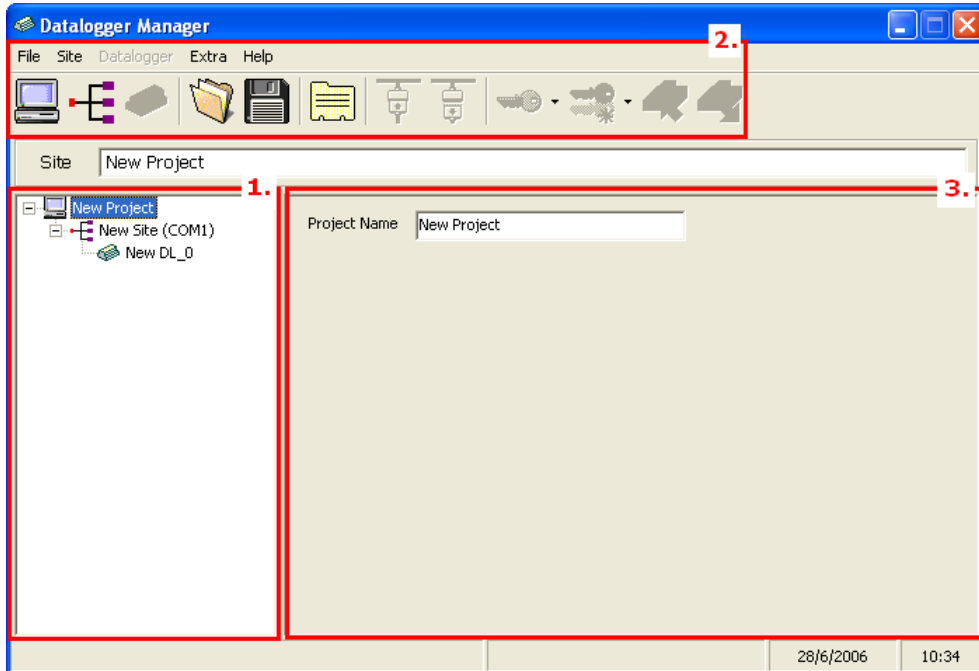 Datalogger Manager
2.
File Site Datalogger Extra Help
Site New Project
1.
3.
New Project
New Site (COM1)
New DL_0
Project Name New Project
28/6/2006 10:34